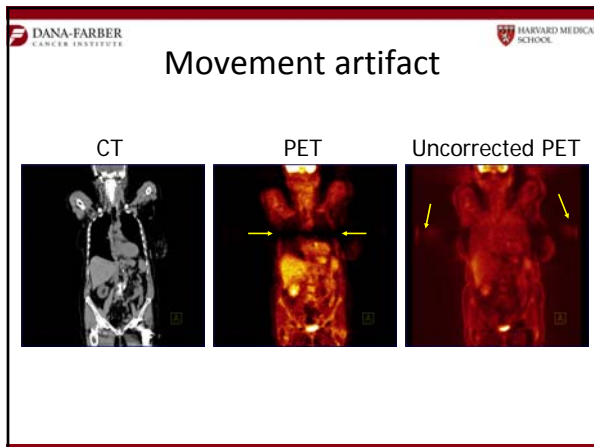 DANA-FARBER
CANCER INSTITUTE
HARVARD MEDICAL
SCHOOL
Movement artifact
CT
PET
Uncorrected PET
A
A
A